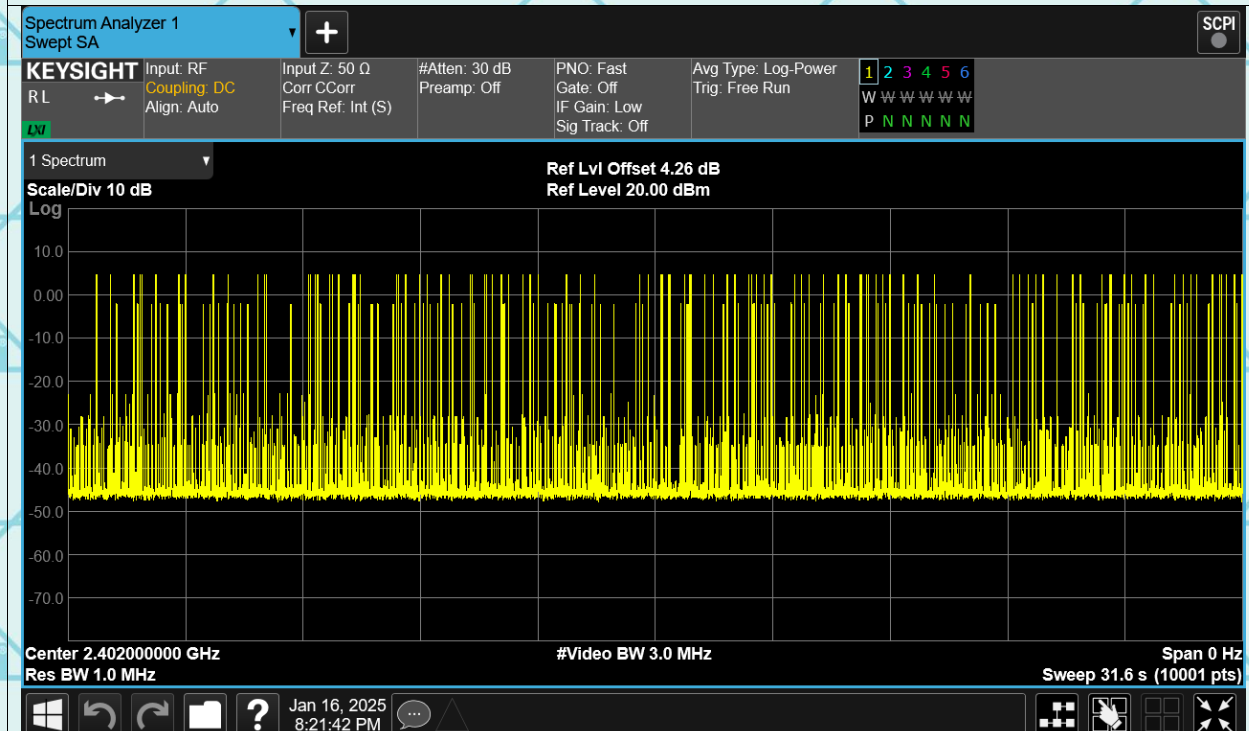 Spectrum Analyzer 1
Swept SA
+
SCPI
KEYSIGHT
RL
LXI
Input: RF
Coupling: DC
Align: Auto
Input Z: 50 Ω
Corr CCorr
Freq Ref: Int (S)
#Atten: 30 dB
Preamp: Off
PNO: Fast
Gate: Off
IF Gain: Low
Sig Track: Off
Avg Type: Log-Power
Trig: Free Run
1 2 3 4 5 6
W W W W W W
P N N N N N
1 Spectrum
Scale/Div 10 dB
Ref Lvl Offset 4.26 dB
Ref Level 20.00 dBm
Log
10.0
0.00
-10.0
-20.0
-30.0
-40.0
-50.0
-60.0
-70.0
Center 2.402000000 GHz
#Video BW 3.0 MHz
Span 0 Hz
Res BW 1.0 MHz
Sweep 31.6 s (10001 pts)
?
Jan 16, 2025
8:21:42 PM